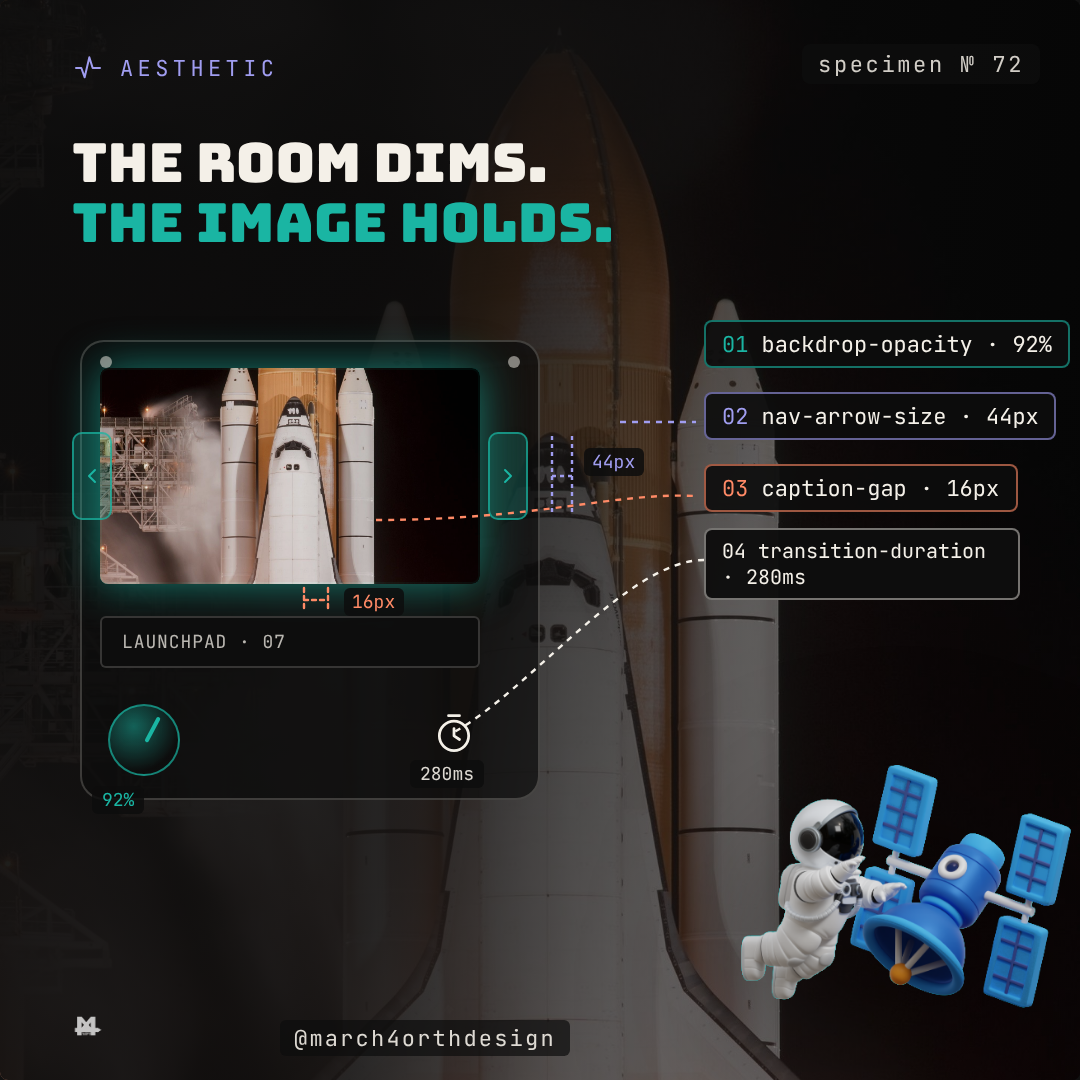 AESTHETIC
specimen № 72
THE ROOM DIMS.
THE IMAGE HOLDS.
01 backdrop-opacity · 92%
02 nav-arrow-size · 44px
44px
03 caption-gap · 16px
04 transition-duration
· 280ms
16px
LAUNCHPAD · 07
280ms
92%
@march4orthdesign